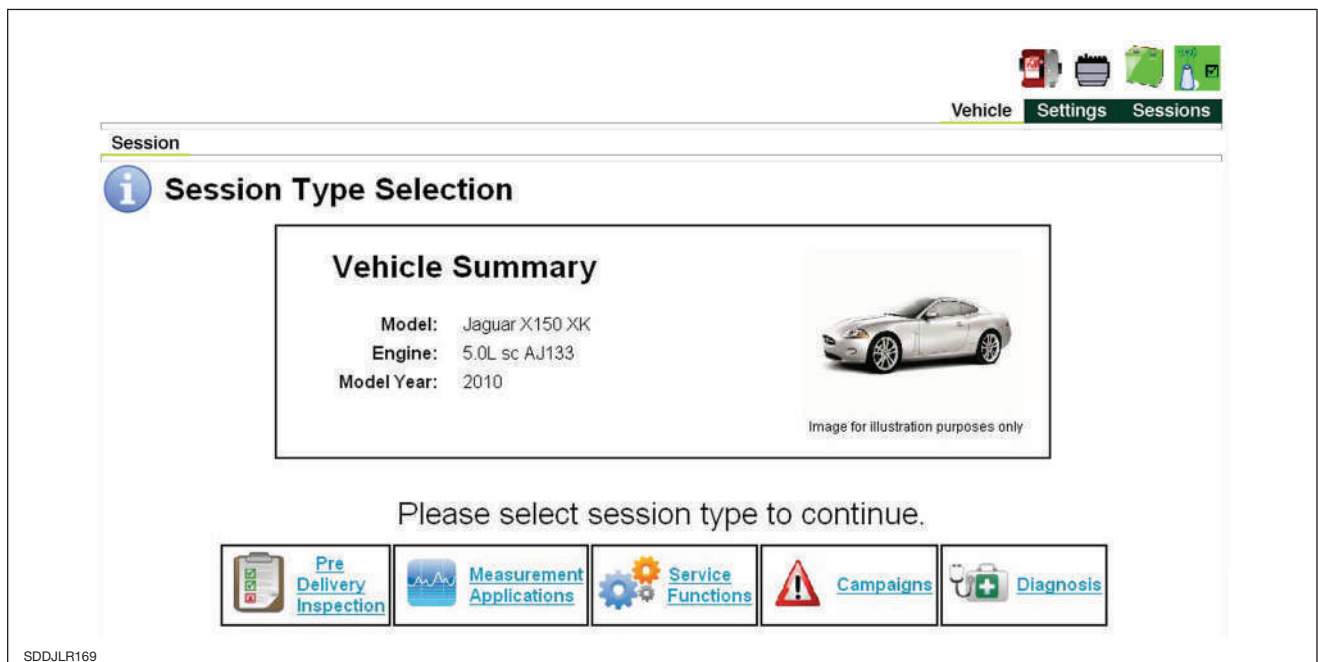 Vehicle Settings Sessions
Session
Session Type Selection
Vehicle Summary
Model: Jaguar X150 XK
Engine: 5.0L sc AJ133
Model Year: 2010
Image for illustration purposes only
Please select session type to continue.
Pre Delivery Inspection
Measurement Applications
Service Functions
Campaigns
Diagnosis
SDDJLR169